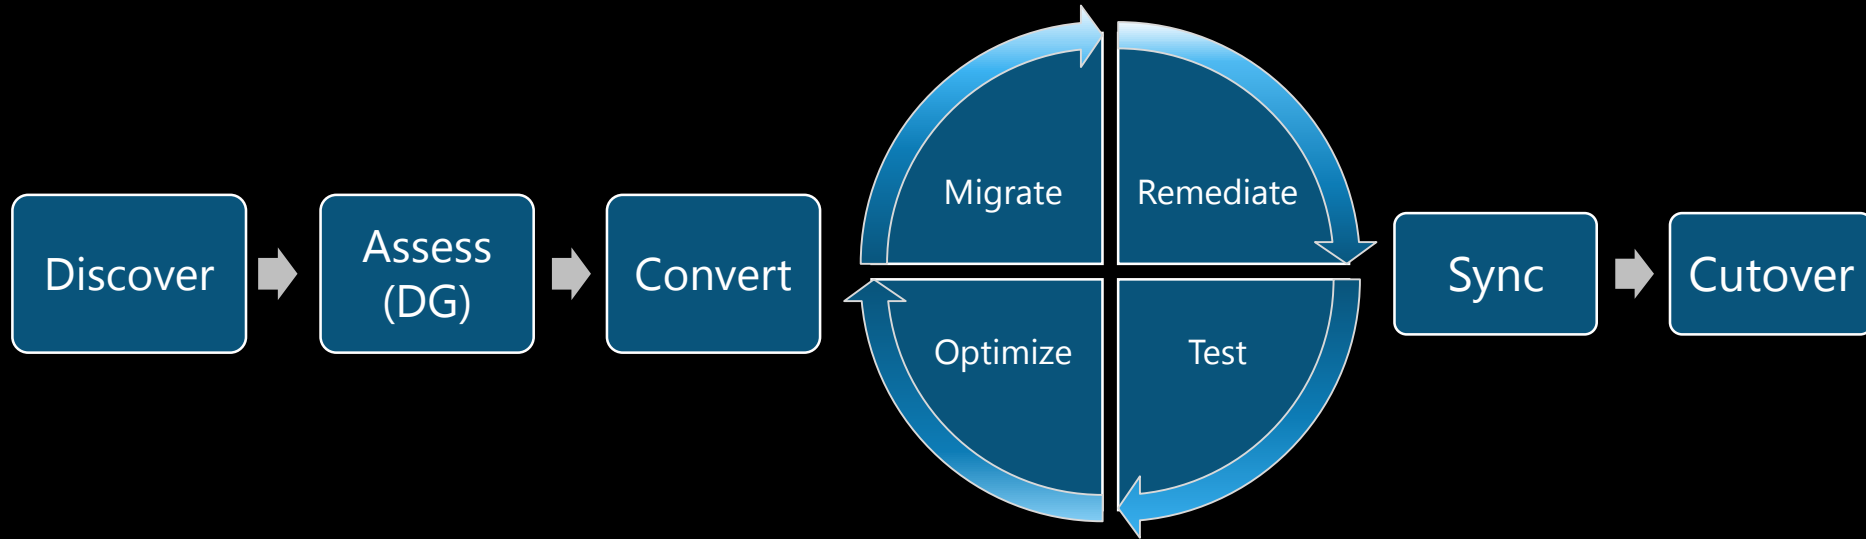 Discover
Assess
(DG)
Convert
Migrate
Remediate
Optimize
Test
Sync
Cutover